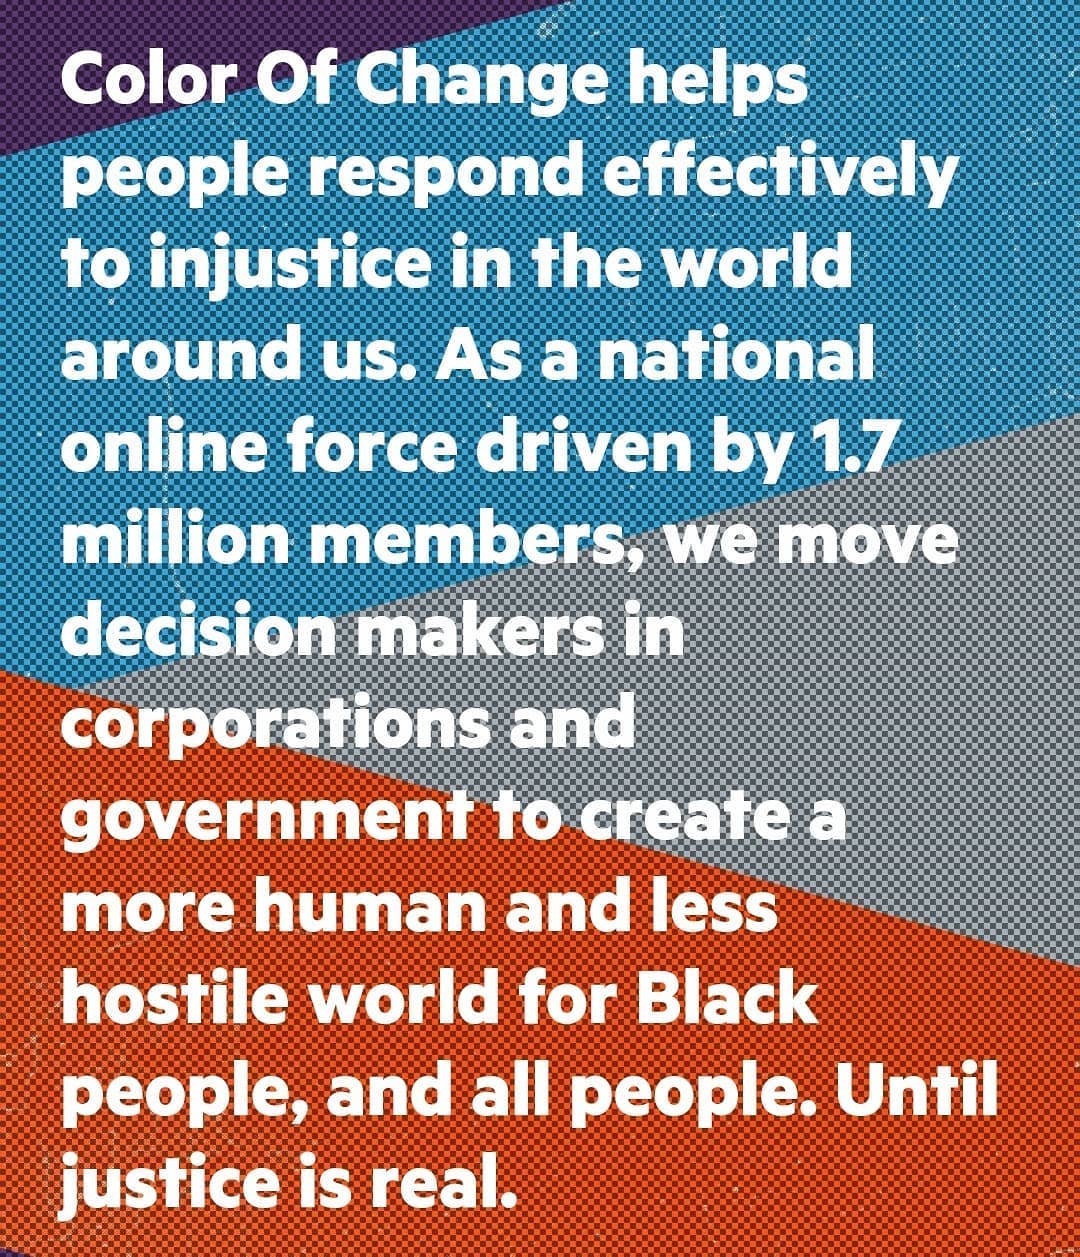 Color Of Change helps
people respond effectively
to injustice in the world
around us. As a national
online force driven by 1.7
million members, we move
decision makers in
corporations and
government to create a
more human and less
hostile world for Black
people, and all people. Until
justice is real.